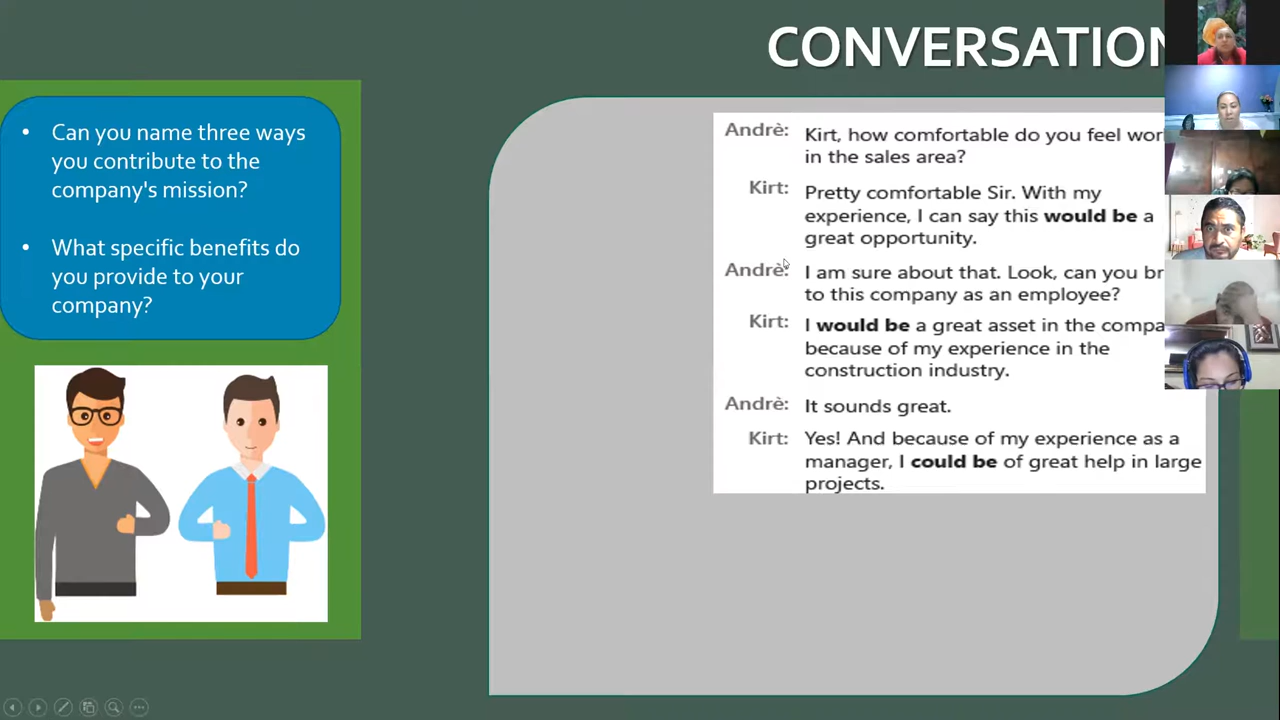 CONVERSATION
Can you name three ways
you contribute to the
company's mission?
What specific benefits do
you provide to your
company?
Andrè: Kirt, how comfortable do you feel
in the sales area?
Kirt: Pretty comfortable Sir. With my
experience, I can say this would be a
great opportunity.
Andrè: I am sure about that. Look, can you
to this company as an employee?
Kirt: I would be a great asset in the
because of my experience in the
construction industry.
Andrè: It sounds great.
Kirt: Yes! And because of my experience as a
manager, I could be of great help in large
projects.